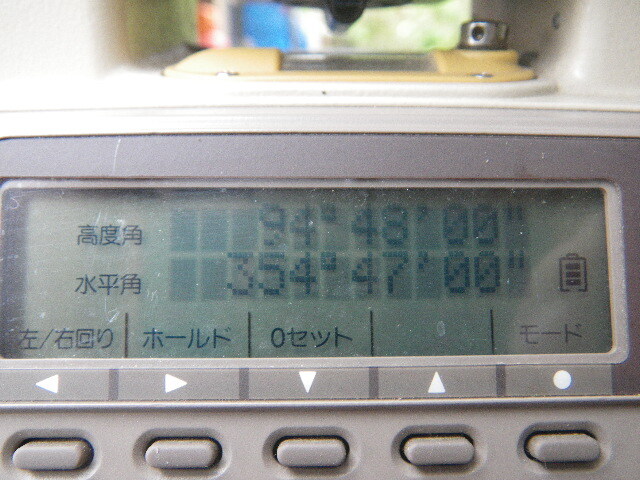 高度角 94°48'00"
水平角 354°47'00"
左/右回り ホールド 0セット モード